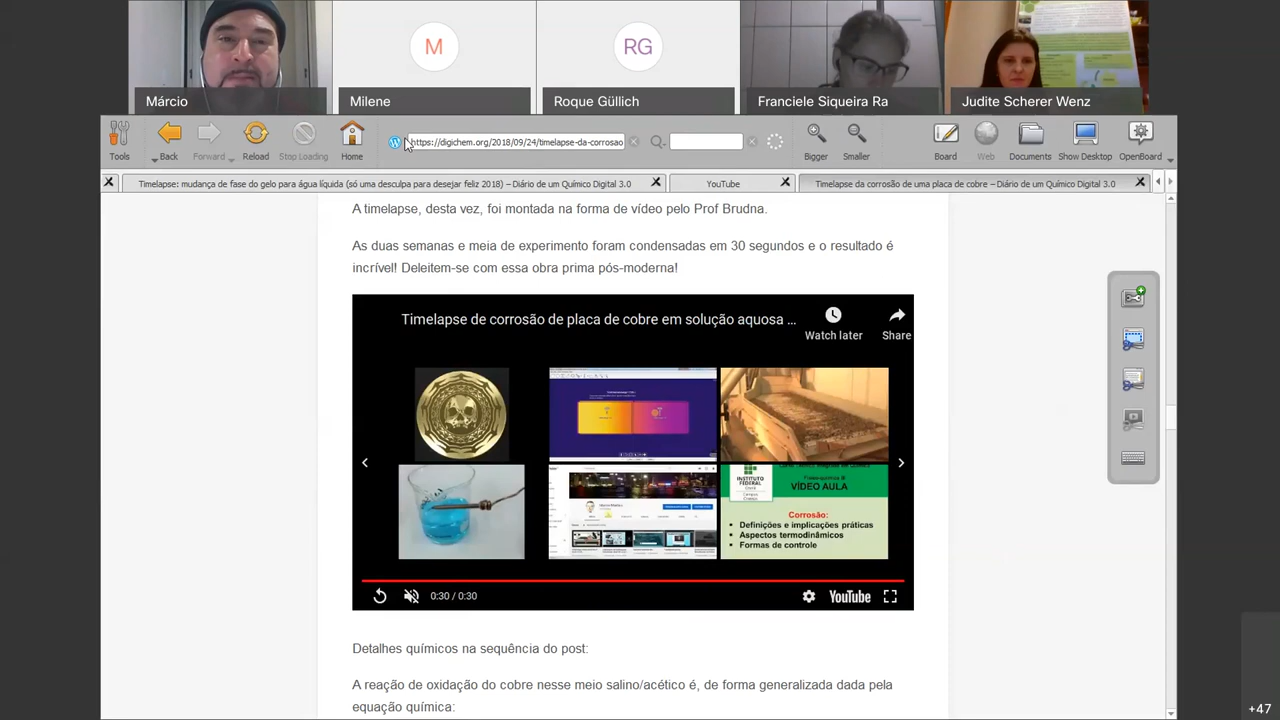 M
RG
Márcio
Milene
Roque Güllich
Franciele Siqueira Ra
Judite Scherer Wenz
https://digichem.org/2018/09/24/timelapse-da-corrosao
Tools
Back
Forward
Reload
Stop Loading
Home
Bigger
Smaller
Board
Web
Documents
Show Desktop
OpenBoard
Timelapse: mudança de fase do gelo para água líquida (só uma desculpa para desejar feliz 2018) – Diário de um Químico Digital 3.0
YouTube
Timelapse da corrosão de uma placa de cobre – Diário de um Químico Digital 3.0
A timelapse, desta vez, foi montada na forma de vídeo pelo Prof Brudna.
As duas semanas e meia de experimento foram condensadas em 30 segundos e o resultado é
incrível! Deleitem-se com essa obra prima pós-moderna!
Timelapse de corrosão de placa de cobre em solução aquosa ...
Watch later
Share
INSTITUTO
FEDERAL
VÍDEO AULA
Corrosão:
Definições e implicações práticas
Aspectos termodinâmicos
Formas de controle
0:30 / 0:30
YouTube
Detalhes químicos na sequência do post:
A reação de oxidação do cobre nesse meio salino/acético é, de forma generalizada dada pela
equação química:
+47